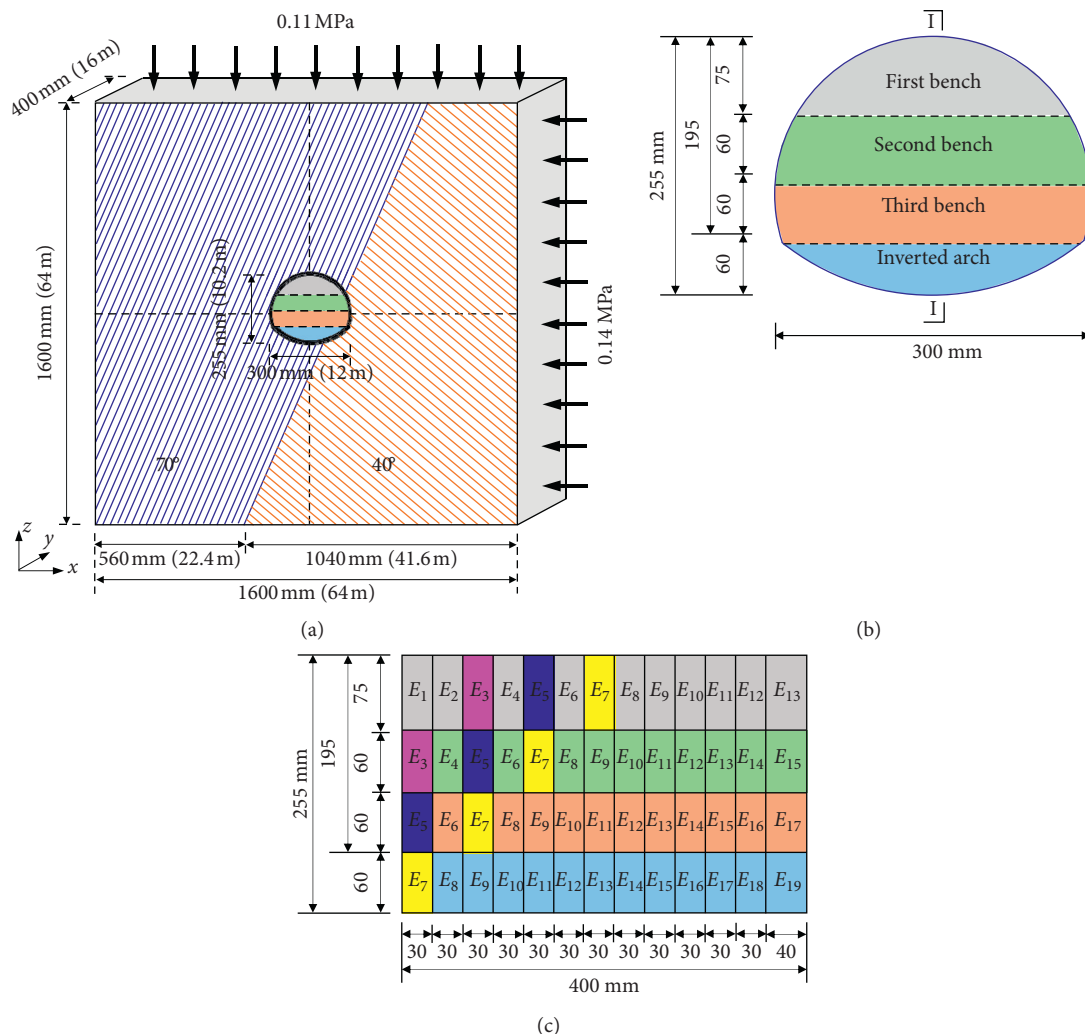 0.11 MPa
400 mm (16 m)
1600 mm (64 m)
255 mm (10.2 m)
300 mm (12 m)
0.14 MPa
70°
40°
z
y
x
560 mm (22.4 m)
1040 mm (41.6 m)
1600 mm (64 m)
(a)
I
First bench
Second bench
Third bench
Inverted arch
I
255 mm
195
75
60
60
60
300 mm
(b)
255 mm
195
75
60
60
60
E1 E2 E3 E4 E5 E6 E7 E8 E9 E10 E11 E12 E13
E3 E4 E5 E6 E7 E8 E9 E10 E11 E12 E13 E14 E15
E5 E6 E7 E8 E9 E10 E11 E12 E13 E14 E15 E16 E17
E7 E8 E9 E10 E11 E12 E13 E14 E15 E16 E17 E18 E19
30 30 30 30 30 30 30 30 30 30 30 30 40
400 mm
(c)